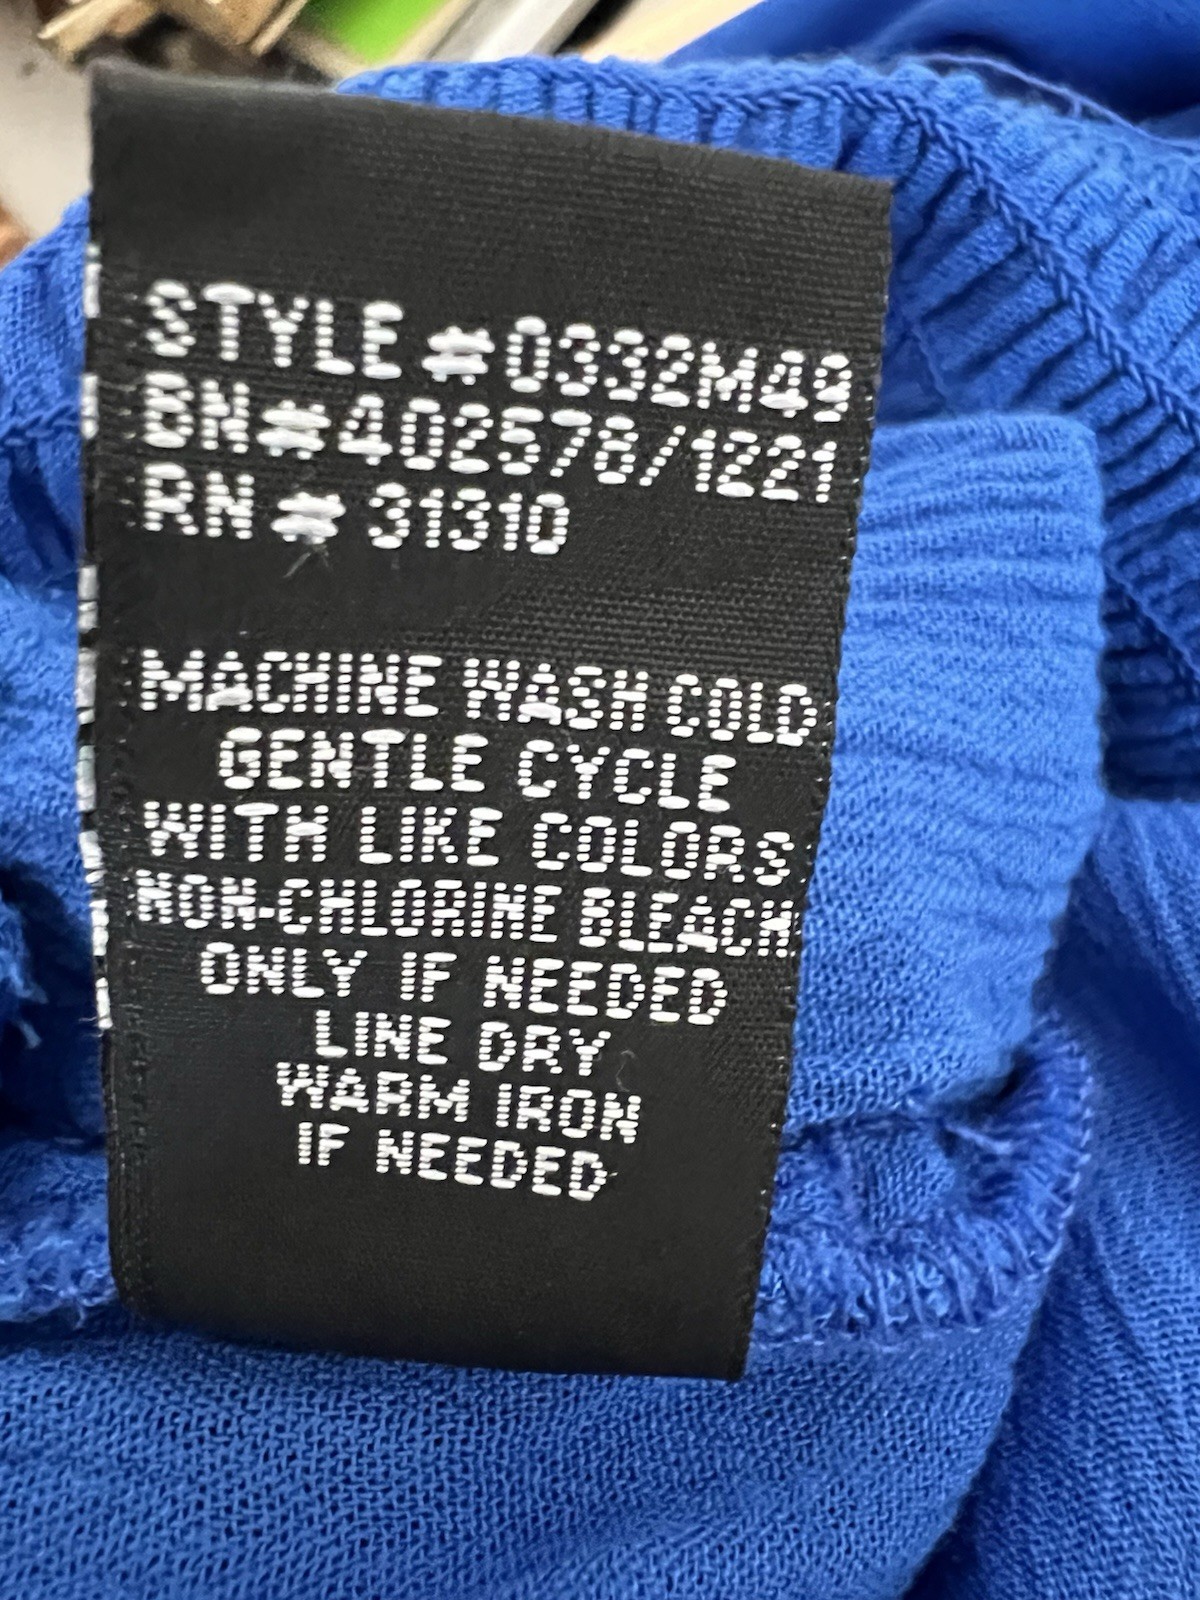 STYLE #0332M49
BN#402578/1221
RN # 31310
MACHINE WASH COLD
GENTLE CYCLE
WITH LIKE COLORS
NON-CHLORINE BLEACH
ONLY IF NEEDED
LINE DRY
WARM IRON
IF NEEDED